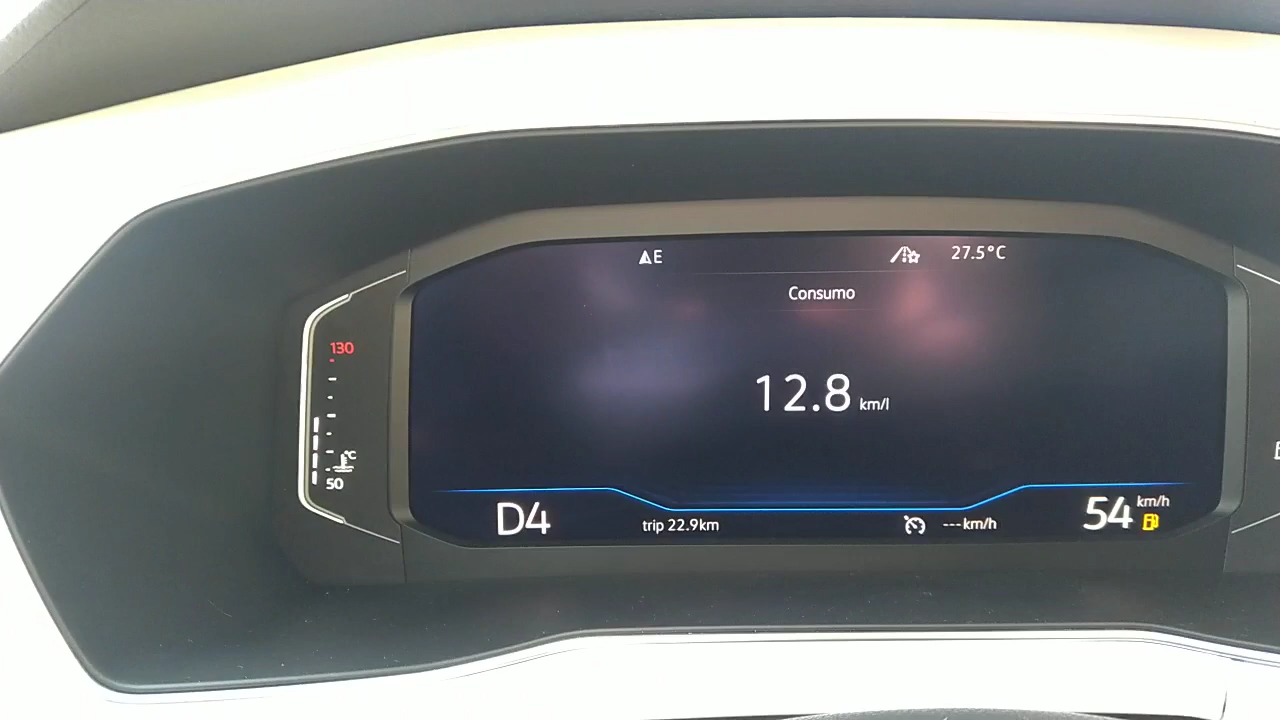 E
27.5°C
Consumo
130
12.8 km/l
°C
50
D4
trip 22.9km
--- km/h
54 km/h